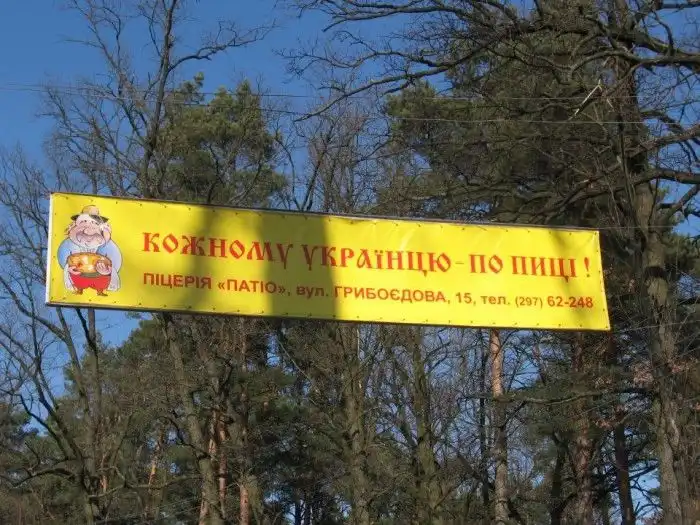 КОЖНОМУ УКРАЇНЦЮ - ПО ПИЦІ !
ПІЦЕРІЯ «ПАТІО», вул. ГРИБОЄДОВА, 15, тел. (297) 62-248